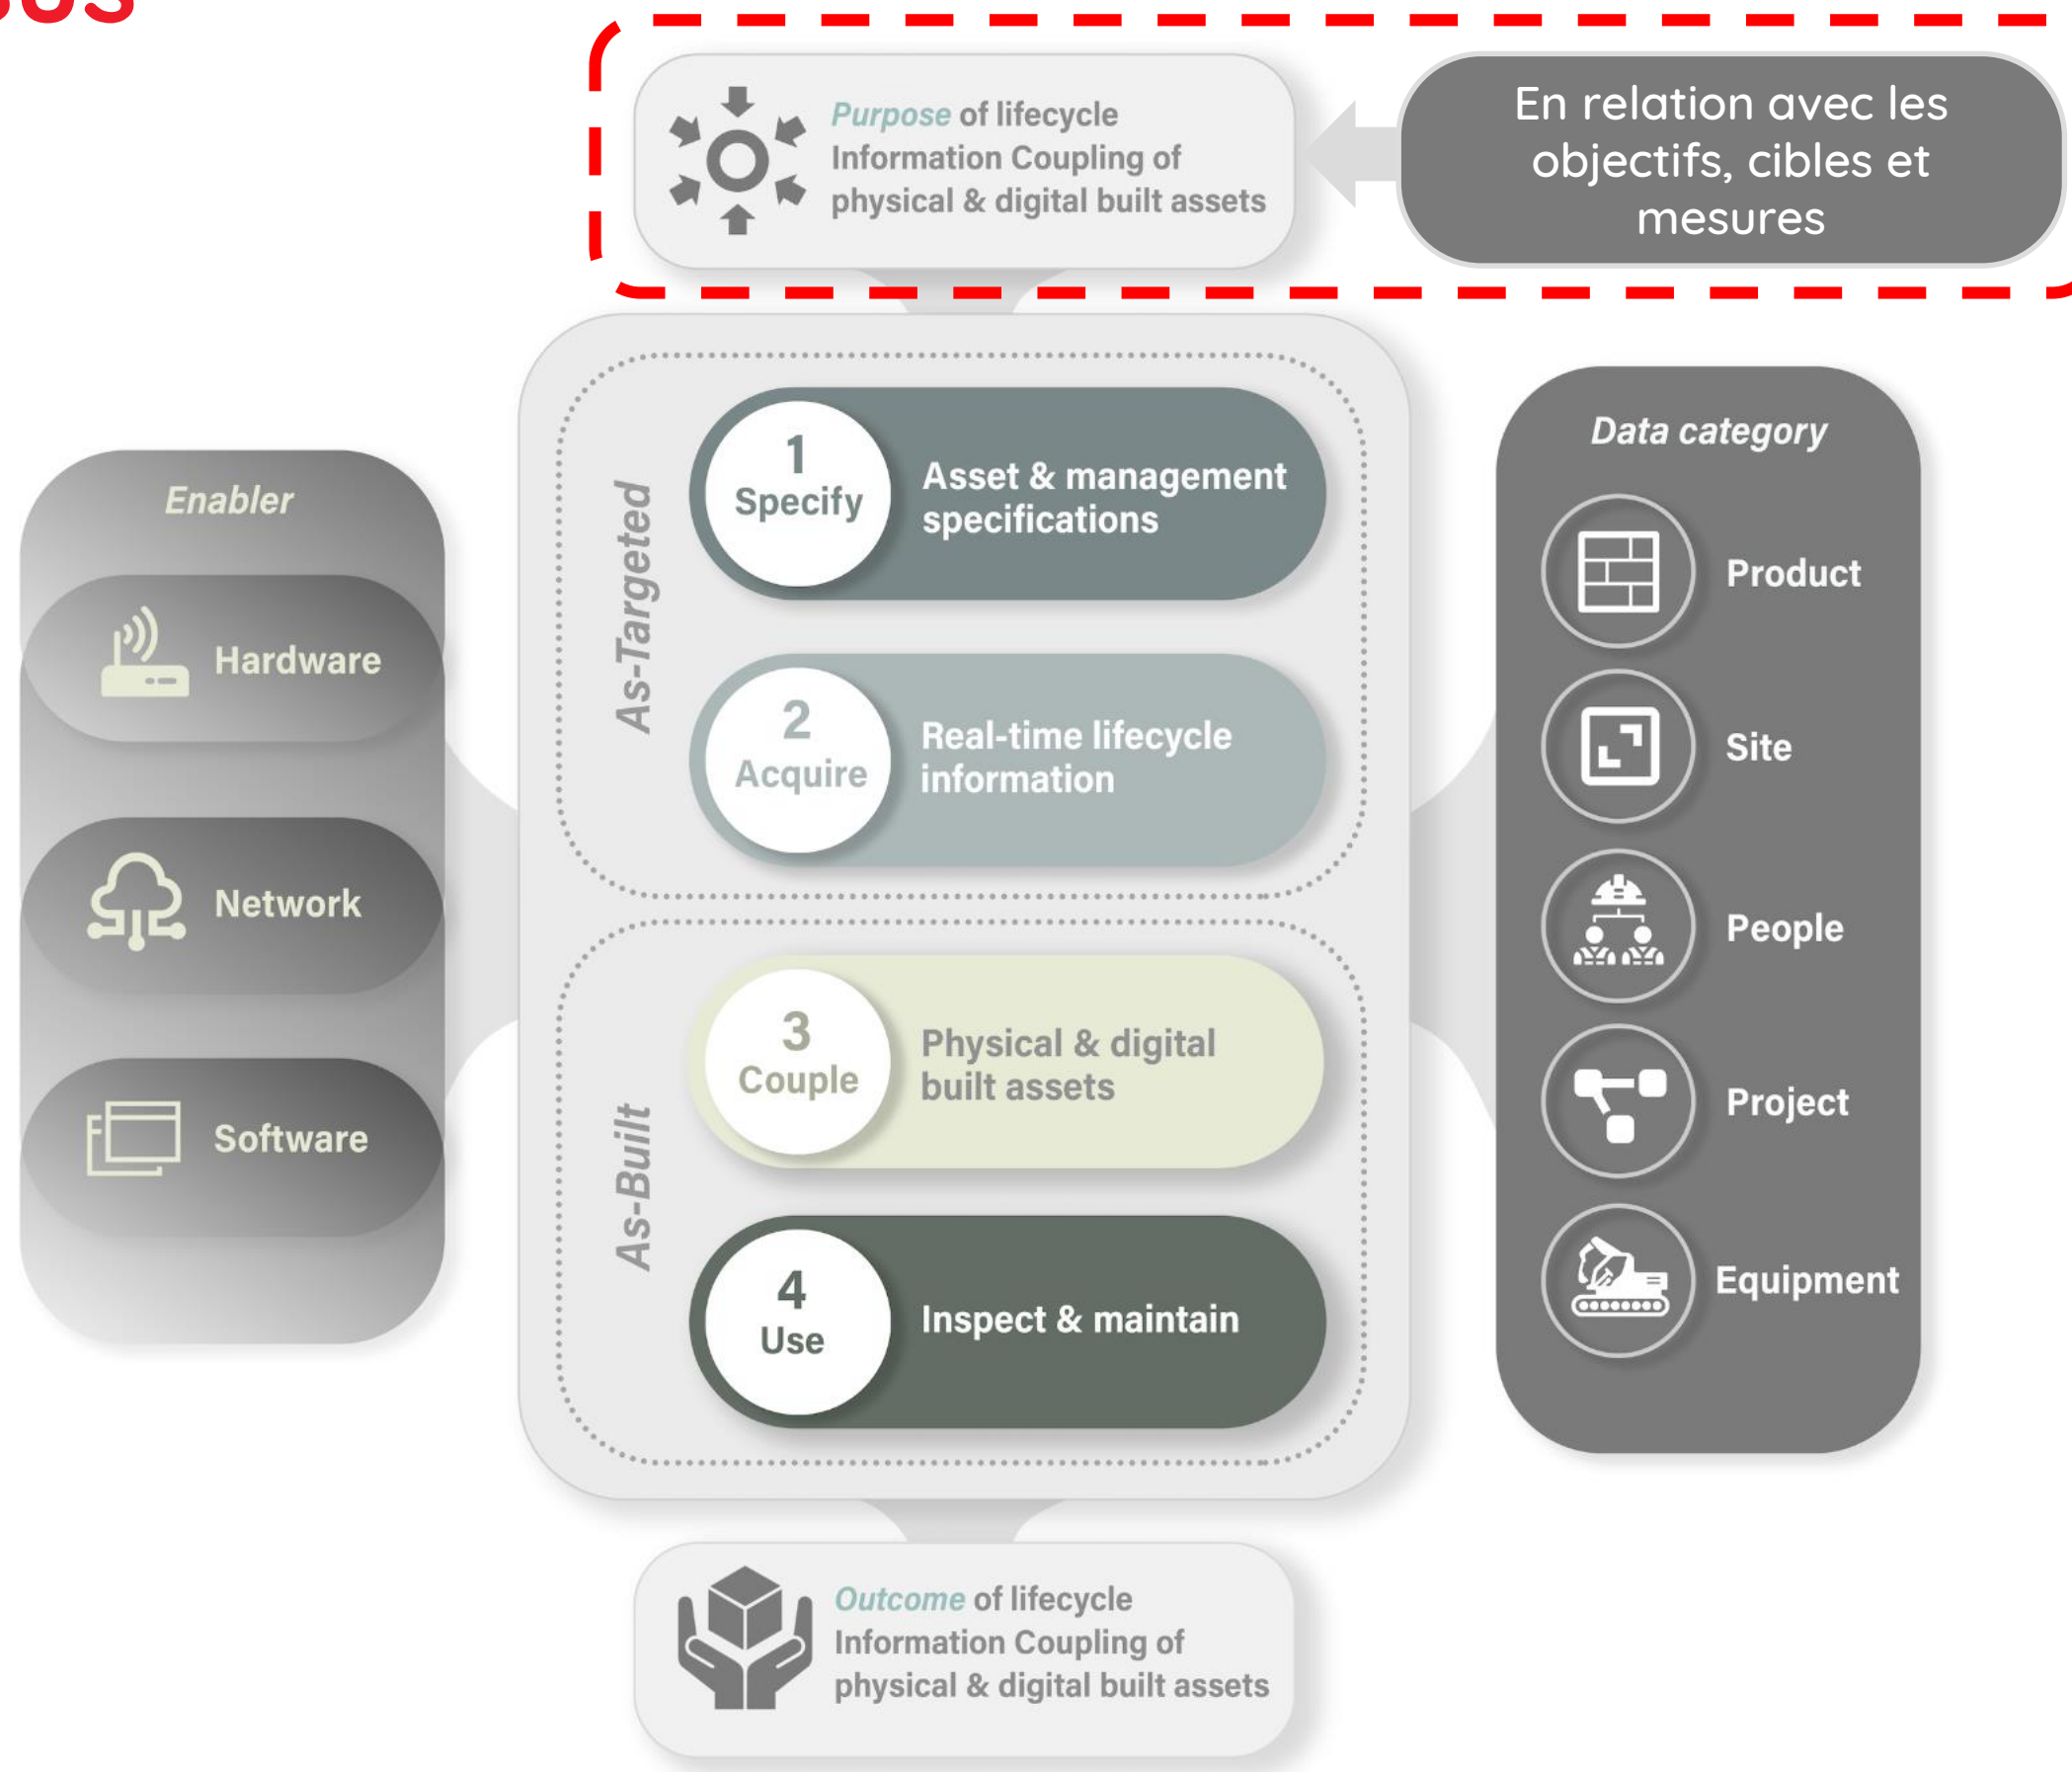 Purpose of lifecycle
Information Coupling of
physical & digital built assets
En relation avec les
objectifs, cibles et
mesures
Enabler
Hardware
Network
Software
As-Targeted
1
Specify
Asset & management
specifications
2
Acquire
Real-time lifecycle
information
As-Built
3
Couple
Physical & digital
built assets
4
Use
Inspect & maintain
Data category
Product
Site
People
Project
Equipment
Outcome of lifecycle
Information Coupling of
physical & digital built assets